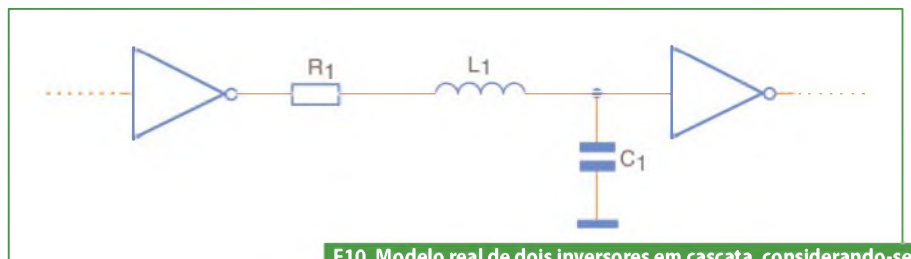 R1
L1
C1
F10. Modelo real de dois inversores em cascata, considerando-se